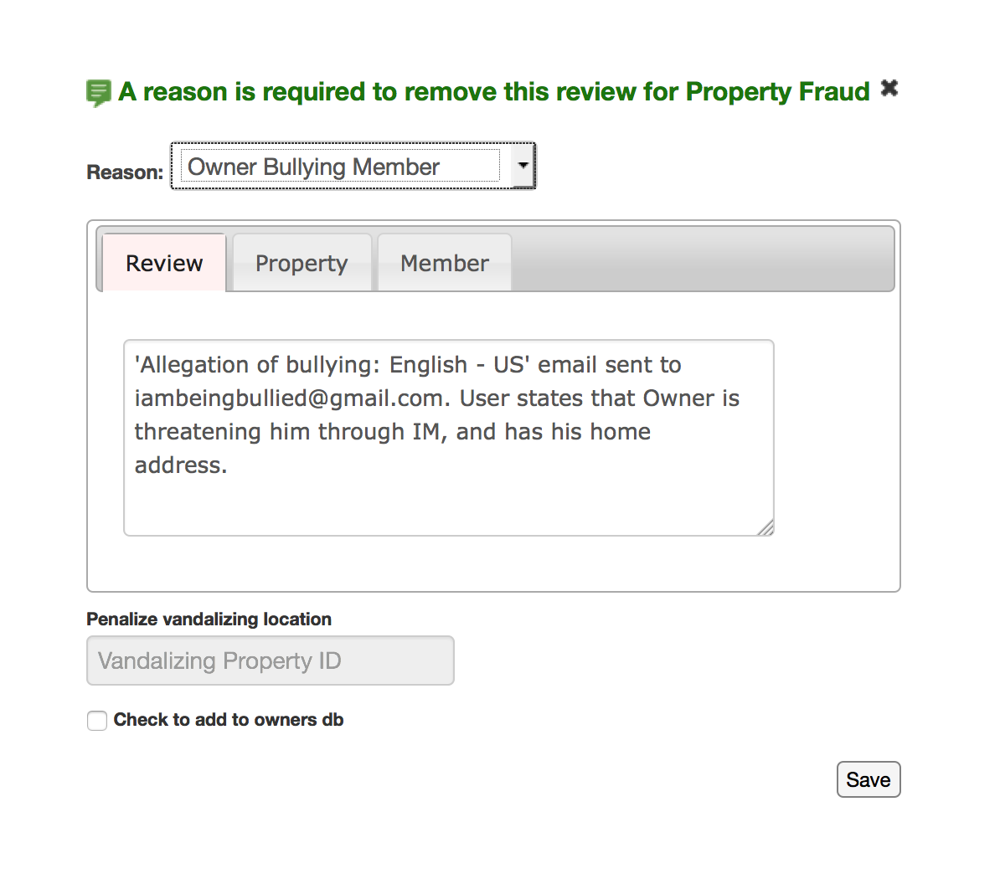 A reason is required to remove this review for Property Fraud
Reason: Owner Bullying Member
Review Property Member
'Allegation of bullying: English - US' email sent to
iambeingbullied@gmail.com. User states that Owner is
threatening him through IM, and has his home
address.
Penalize vandalizing location
Vandalizing Property ID
Check to add to owners db
Save